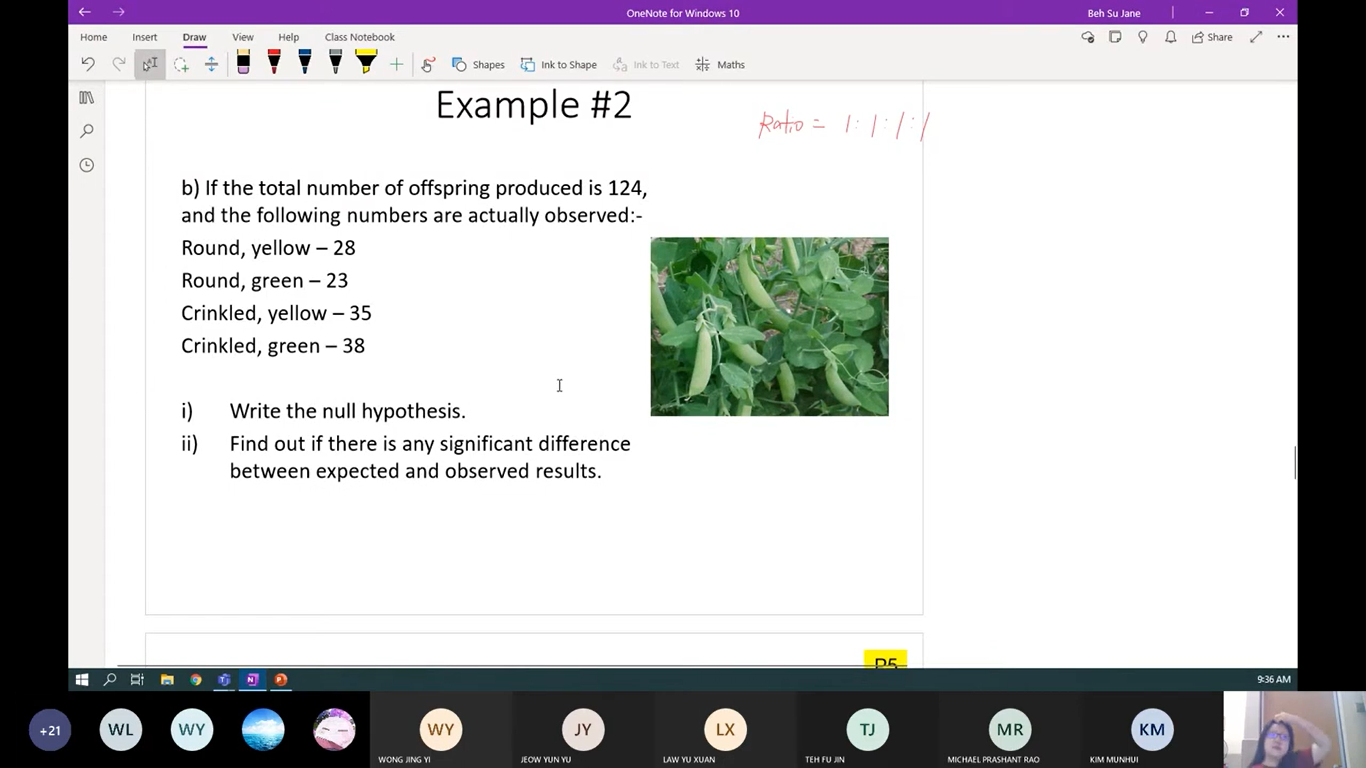 OneNote for Windows 10
Beh Su Jane
Home Insert Draw View Help Class Notebook
Share
Shapes Ink to Shape Ink to Text Maths
Example #2
Ratio = 1:1:1:1
b) If the total number of offspring produced is 124,
and the following numbers are actually observed:-
Round, yellow – 28
Round, green – 23
Crinkled, yellow – 35
Crinkled, green – 38
i) Write the null hypothesis.
ii) Find out if there is any significant difference
between expected and observed results.
9:36 AM
+21 WL WY WY JY LX TJ MR KM
WONG JING YI JEOW YUN YU LAW YU XUAN TEH FU JIN MICHAEL PRASHANT RAO KIM MUNHUI